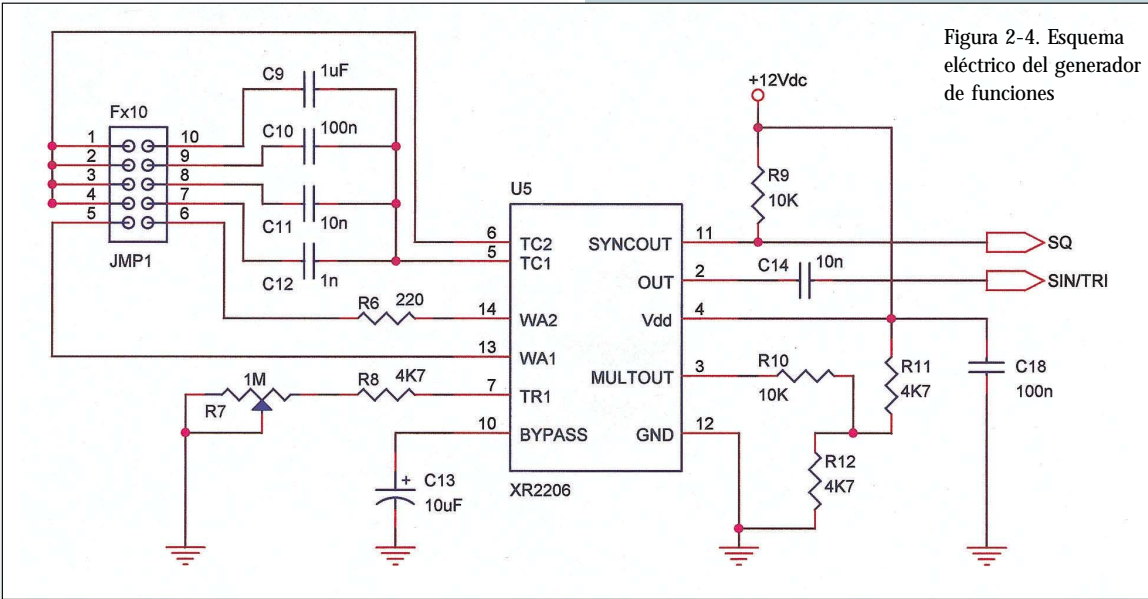 Figura 2-4. Esquema
eléctrico del generador
de funciones
Fx10
1 10
2 9
3 8
4 7
5 6
JMP1
C9 1uF
C10 100n
C11 10n
C12 1n
R6 220
1M
R7
R8 4K7
+ C13
10uF
U5
6 TC2
5 TC1
14 WA2
13 WA1
7 TR1
10 BYPASS
SYNCOUT 11
OUT 2
Vdd 4
MULTOUT 3
GND 12
XR2206
+12Vdc
R9
10K
SQ
C14 10n
SIN/TRI
R10
10K
R11
4K7
R12
4K7
C18
100n